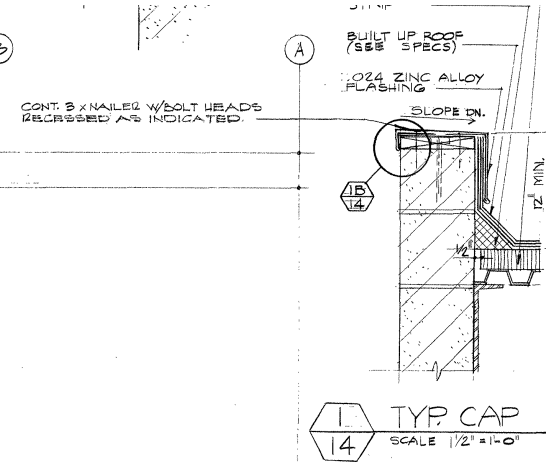 BUILT UP ROOF
(SEE SPECS)
.024 ZINC ALLOY
FLASHING
CONT. 3 x NAILER W/BOLT HEADS
RECESSED AS INDICATED.
SLOPE DN.
A
1B
14
12" MIN.
1/2"
1
14
TYP. CAP
SCALE 1 1/2" = 1'-0"